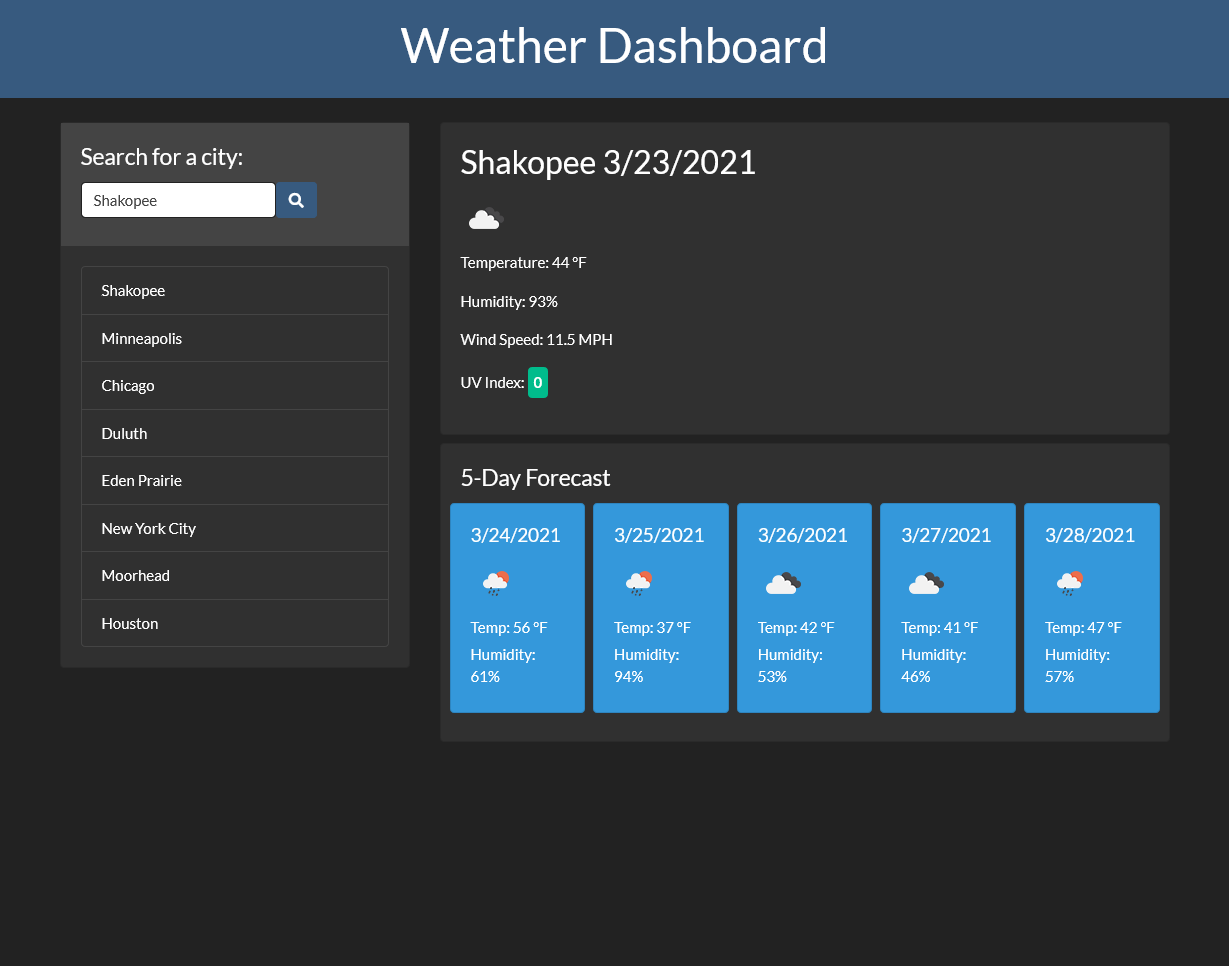 Weather Dashboard
Search for a city:
Shakopee
Shakopee
Minneapolis
Chicago
Duluth
Eden Prairie
New York City
Moorhead
Houston
Shakopee 3/23/2021
Temperature: 44 °F
Humidity: 93%
Wind Speed: 11.5 MPH
UV Index: 0
5-Day Forecast
3/24/2021
Temp: 56 °F
Humidity:
61%
3/25/2021
Temp: 37 °F
Humidity:
94%
3/26/2021
Temp: 42 °F
Humidity:
53%
3/27/2021
Temp: 41 °F
Humidity:
46%
3/28/2021
Temp: 47 °F
Humidity:
57%